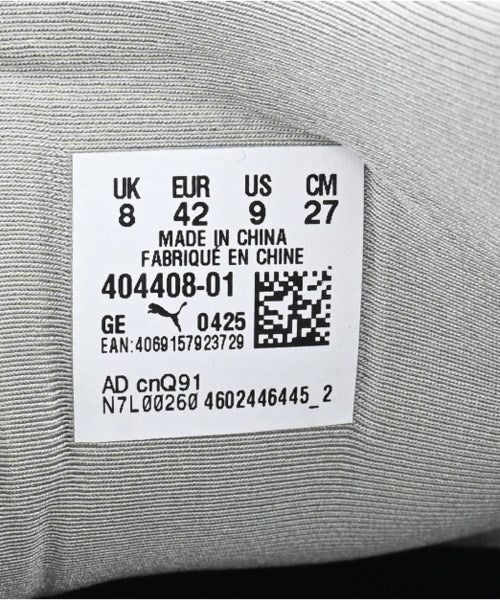 UK EUR US CM
8 42 9 27
MADE IN CHINA
FABRIQUÉ EN CHINE
404408-01
GE 0425
EAN:4069157923729
AD cnQ91
N7L00260 4602446445_2